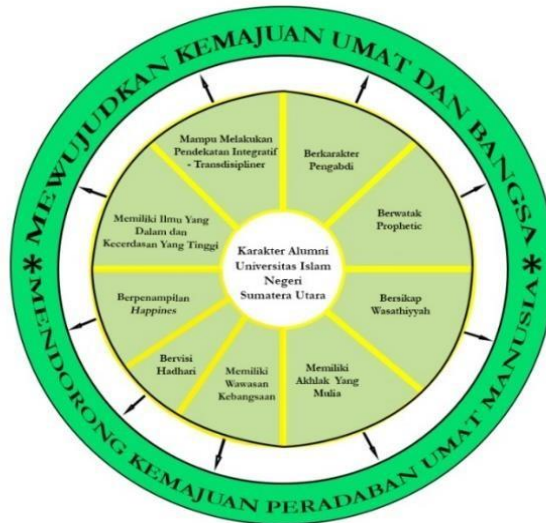 MEWUJUDKAN KEMAJUAN UMAT DAN BANGSA
Mampu Melakukan
Pendekatan Integratif
- Transdisipliner
Berkarakter
Pengabdi
Memiliki Ilmu Yang
Dalam dan
Kecerdasan Yang Tinggi
Berwatak
Prophetic
Karakter Alumni
Universitas Islam
Negeri
Sumatera Utara
Berpenampilan
Happines
Bersikap
Wasathiyyah
Bervisi
Hadhari
Memiliki
Wawasan
Kebangsaan
Memiliki
Akhlak Yang
Mulia
* MENDORONG KEMAJUAN PERADABAN UMAT MANUSIA *